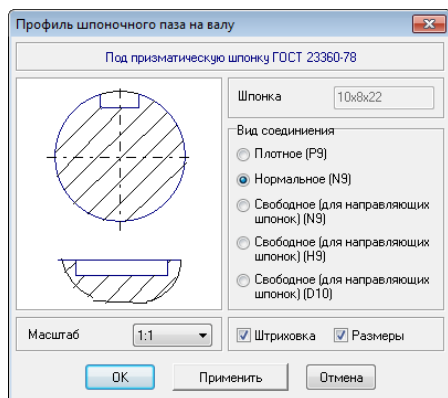 Профиль шпоночного паза на валу
Под призматическую шпонку ГОСТ 23360-78
Шпонка
10x8x22
Вид соединиения
Плотное (P9)
Нормальное (N9)
Свободное (для направляющих
шпонок) (N9)
Свободное (для направляющих
шпонок) (H9)
Свободное (для направляющих
шпонок) (D10)
Масштаб
1:1
Штриховка
Размеры
ОК
Применить
Отмена